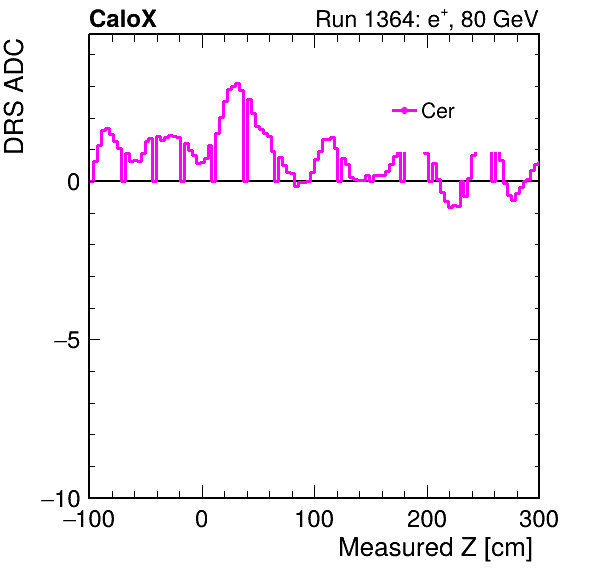 CaloX
Run 1364: e+, 80 GeV
DRS ADC
Cer
0
−5
−10
−100 0 100 200 300
Measured Z [cm]